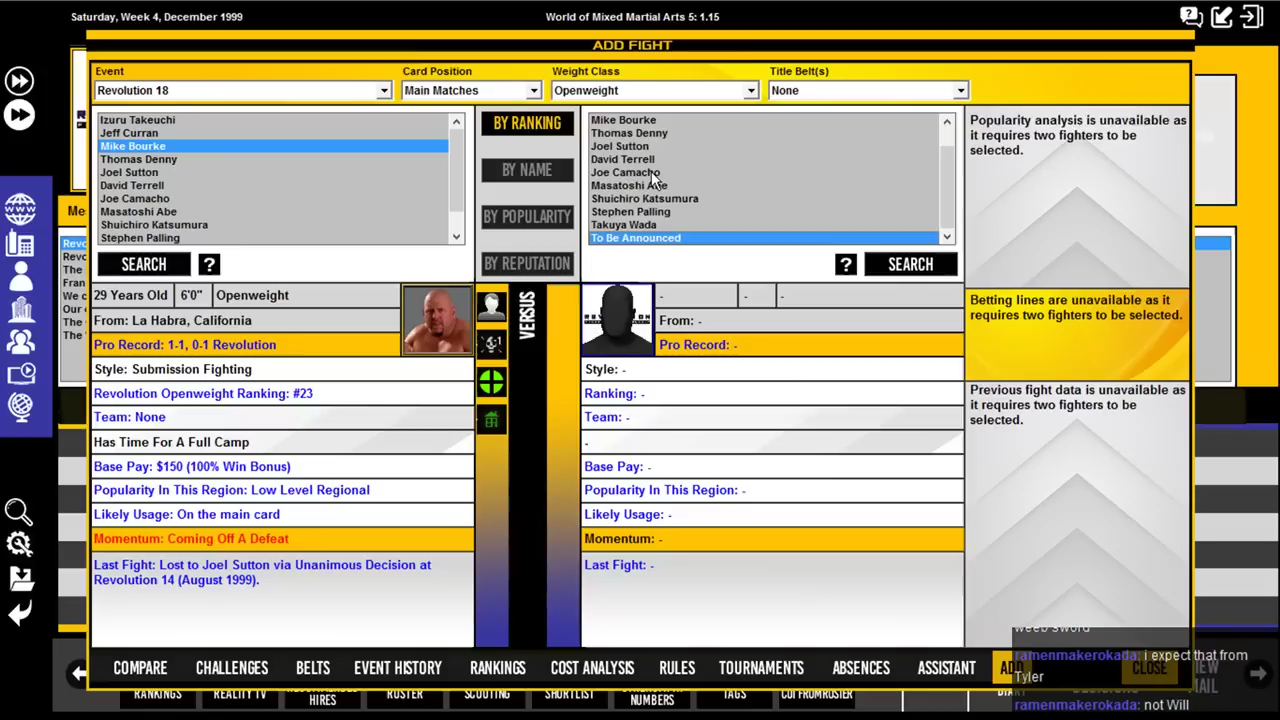 Saturday, Week 4, December 1999
World of Mixed Martial Arts 5: 1.15
ADD FIGHT
Event
Card Position
Weight Class
Title Belt(s)
Revolution 18
Main Matches
Openweight
None
Izuru Takeuchi
Jeff Curran
Mike Bourke
Thomas Denny
Joel Sutton
David Terrell
Joe Camacho
Masatoshi Abe
Shuichiro Katsumura
Stephen Palling
SEARCH
?
BY RANKING
BY NAME
BY POPULARITY
BY REPUTATION
Mike Bourke
Thomas Denny
Joel Sutton
David Terrell
Joe Camacho
Masatoshi Abe
Shuichiro Katsumura
Stephen Palling
Takuya Wada
To Be Announced
?
SEARCH
Popularity analysis is unavailable as
it requires two fighters to be
selected.
Betting lines are unavailable as it
requires two fighters to be selected.
Previous fight data is unavailable as
it requires two fighters to be
selected.
29 Years Old
6'0"
Openweight
From: La Habra, California
Pro Record: 1-1, 0-1 Revolution
Style: Submission Fighting
Revolution Openweight Ranking: #23
Team: None
Has Time For A Full Camp
Base Pay: $150 (100% Win Bonus)
Popularity In This Region: Low Level Regional
Likely Usage: On the main card
Momentum: Coming Off A Defeat
Last Fight: Lost to Joel Sutton via Unanimous Decision at
Revolution 14 (August 1999).
VERSUS
-
-
-
From: -
Pro Record: -
Style: -
Ranking: -
Team: -
-
Base Pay: -
Popularity In This Region: -
Likely Usage: -
Momentum: -
Last Fight: -
COMPARE
CHALLENGES
BELTS
EVENT HISTORY
RANKINGS
COST ANALYSIS
RULES
TOURNAMENTS
ABSENCES
ASSISTANT
ADD
CLOSE
weeb sword
ramenmakerokada: i expect that from
Tyler
ramenmakerokada: not Will
RANKINGS
REALITY TV
HIRES
ROSTER
SCOUTING
SHORTLIST
NUMBERS
TAGS
MAIL